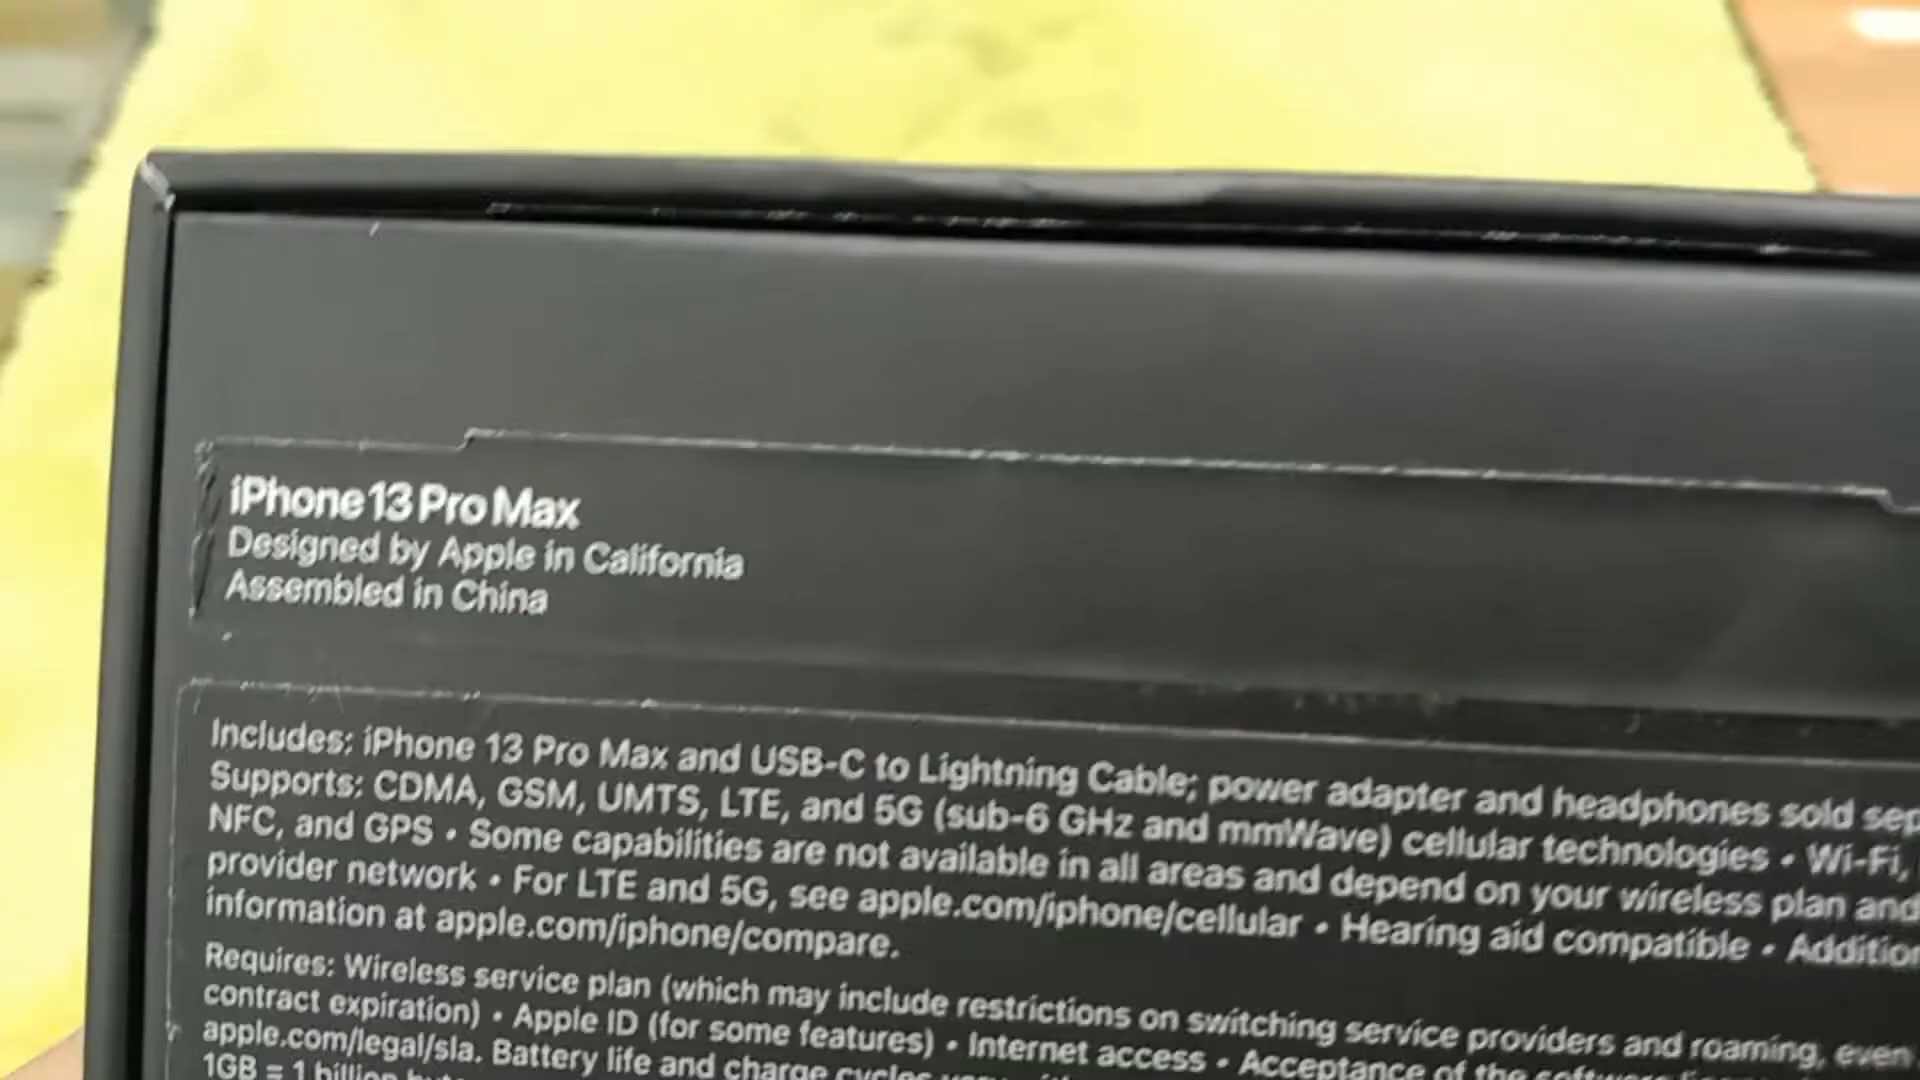 iPhone 13 Pro Max
Designed by Apple in California
Assembled in China
Includes: iPhone 13 Pro Max and USB-C to Lightning Cable; power adapter and headphones sold
Supports: CDMA, GSM, UMTS, LTE, and 5G (sub-6 GHz and mmWave) cellular technologies • Wi-Fi,
NFC, and GPS • Some capabilities are not available in all areas and depend on your wireless plan and
provider network • For LTE and 5G, see apple.com/iphone/cellular • Hearing aid compatible •
information at apple.com/iphone/compare.
Requires: Wireless service plan (which may include restrictions on switching service providers and roaming, even
contract expiration) • Apple ID (for some features) • Internet access • Acceptance of the software
apple.com/legal/sla. Battery life and charge cycles
1GB = 1 billion